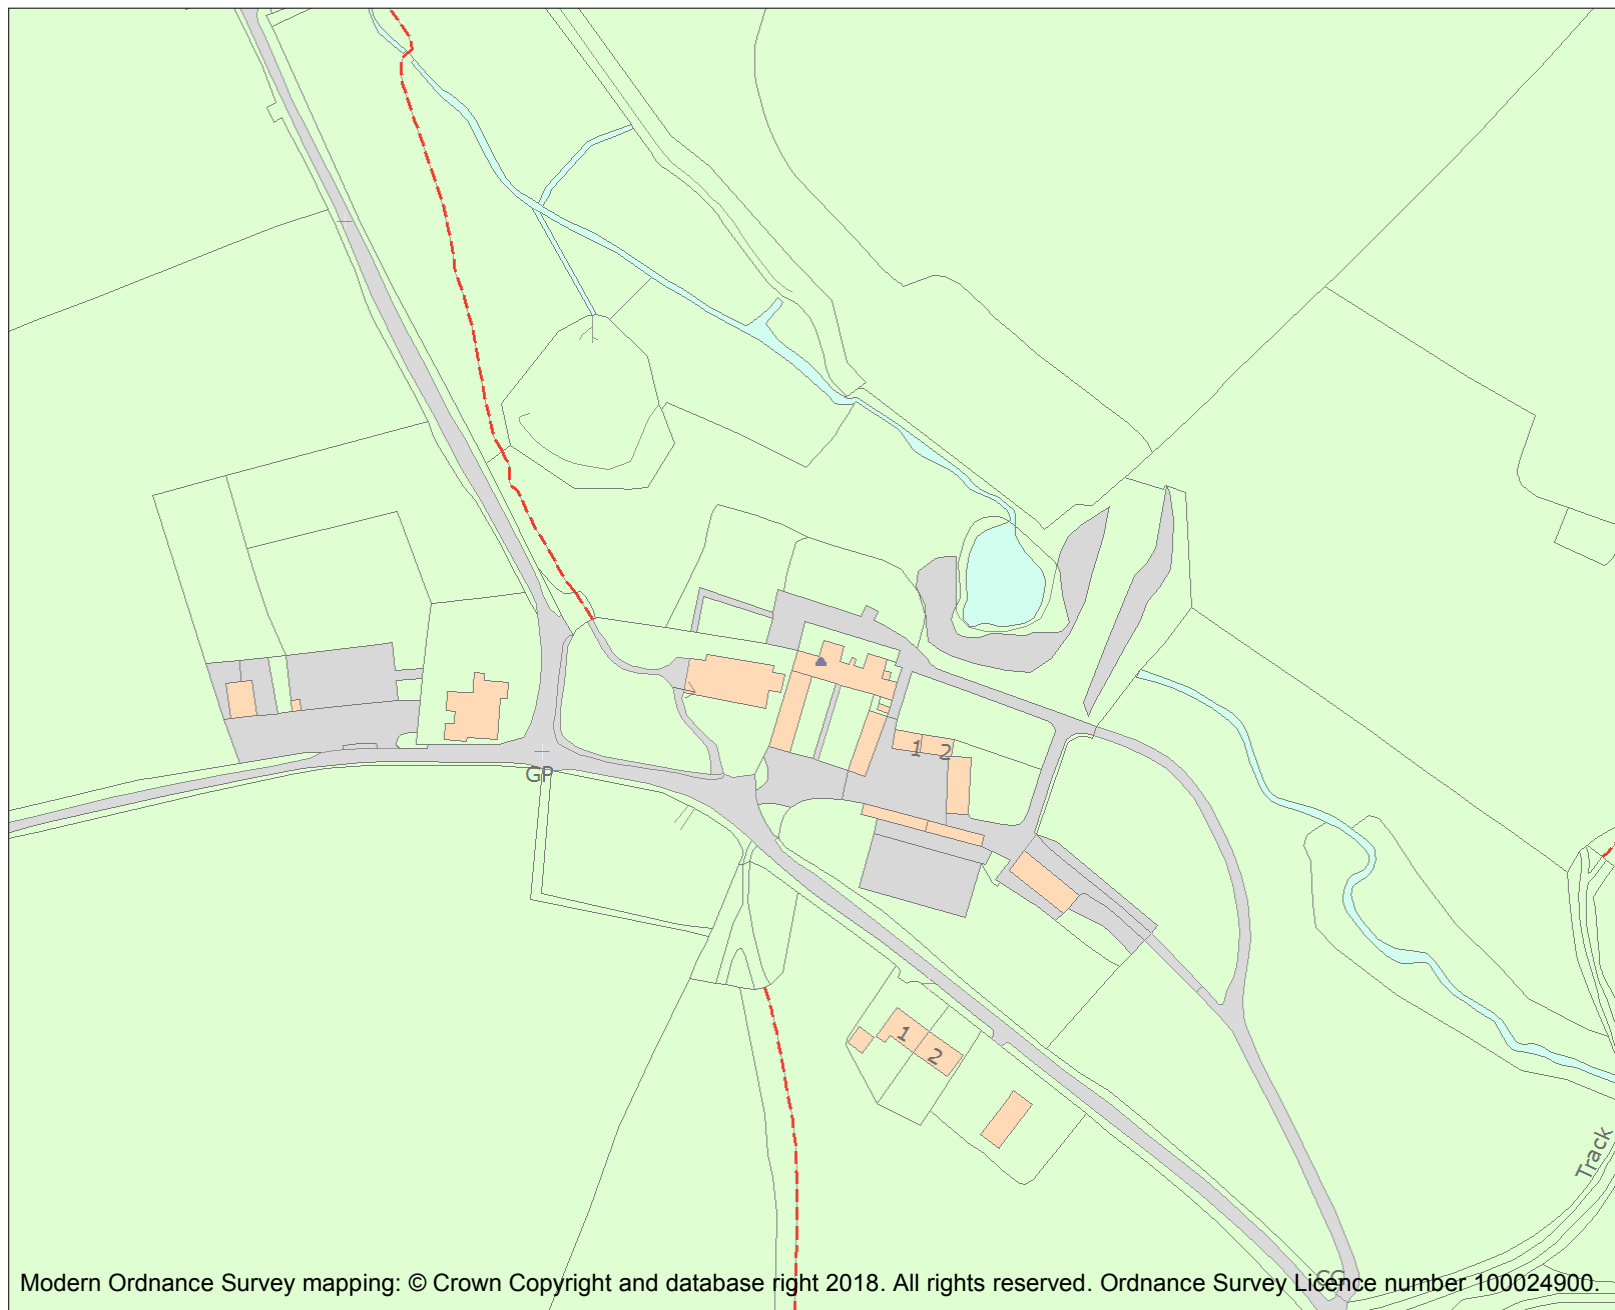 1 2
GP
1
2
Track
CG
Modern Ordnance Survey mapping: © Crown Copyright and database right 2018. All rights reserved. Ordnance Survey Licence number 100024900.